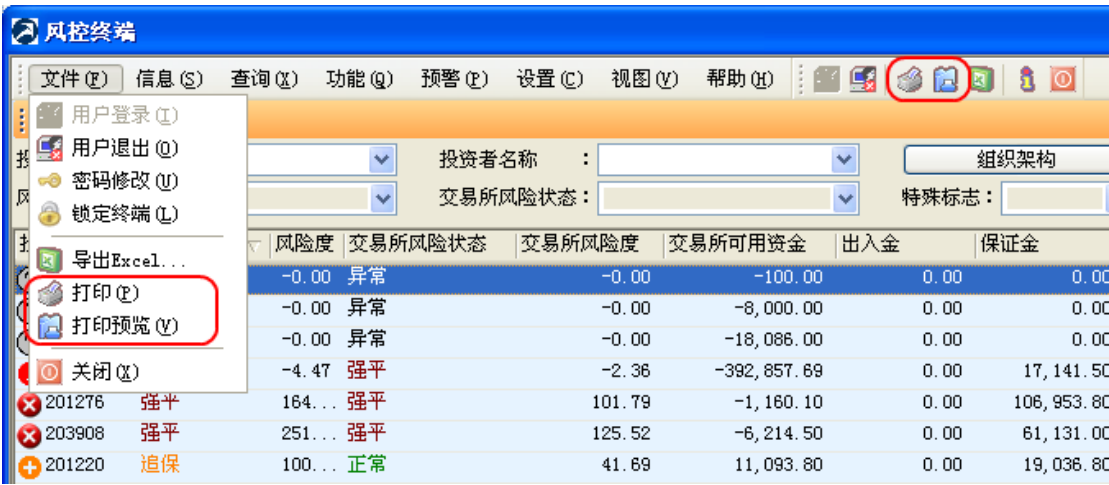 风控终端
文件(F) 信息(S) 查询(X) 功能(Q) 预警(P) 设置(C) 视图(V) 帮助(H)
用户登录(I)
用户退出(O)
密码修改(U)
锁定终端(L)
导出Excel...
打印(P)
打印预览(V)
关闭(X)
投资者名称 : 组织架构
交易所风险状态: 特殊标志:
风险度 交易所风险状态 交易所风险度 交易所可用资金 出入金 保证金
-0.00 异常 -0.00 -100.00 0.00 0.00
-0.00 异常 -0.00 -8,000.00 0.00 0.00
-0.00 异常 -0.00 -18,086.00 0.00 0.00
-4.47 强平 -2.36 -392,857.69 0.00 17,141.50
201276 强平 164... 强平 101.79 -1,160.10 0.00 106,953.80
203908 强平 251... 强平 125.52 -6,214.50 0.00 61,131.00
201220 追保 100... 正常 41.69 11,093.80 0.00 19,036.80